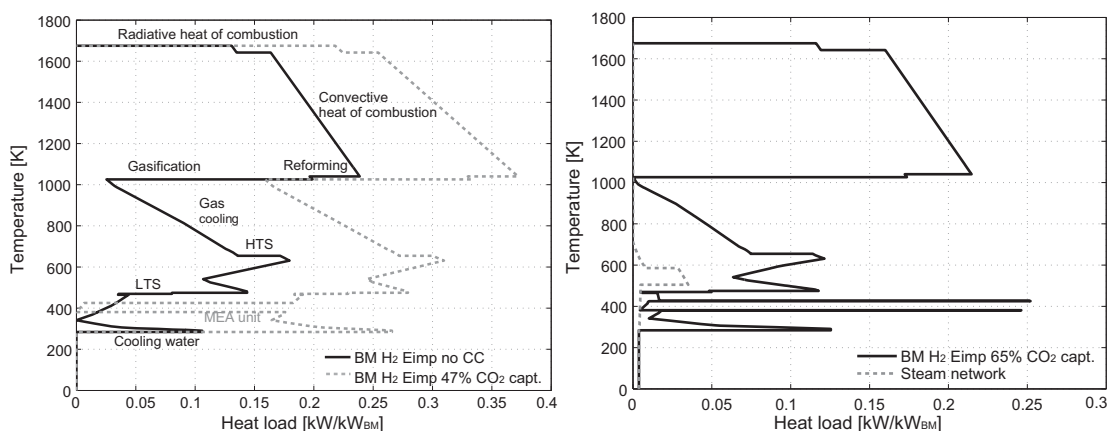 1800
1600
1400
1200
1000
800
600
400
200
0
Temperature [K]
Radiative heat of combustion
Convective
heat of combustion
Gasification
Reforming
Gas
cooling
HTS
LTS
MEA unit
Cooling water
BM H₂ Eimp no CC
BM H₂ Eimp 47% CO₂ capt.
0 0.05 0.1 0.15 0.2 0.25 0.3 0.35 0.4
Heat load [kW/kWBM]
1800
1600
1400
1200
1000
800
600
400
200
0
Temperature [K]
BM H₂ Eimp 65% CO₂ capt.
Steam network
0 0.05 0.1 0.15 0.2 0.25 0.3
Heat load [kW/kWBM]